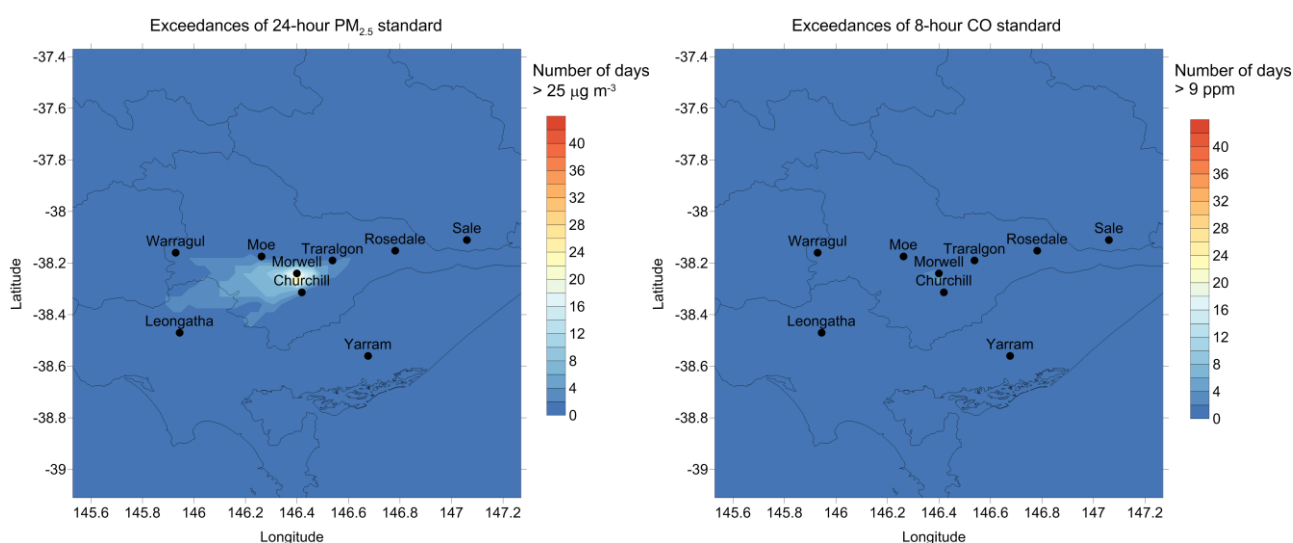 Exceedances of 24-hour PM2.5 standard
Number of days
> 25 μg m-3
-37.4
-37.6
-37.8
-38
-38.2
-38.4
-38.6
-38.8
-39
Latitude
Warragul
Moe
Traralgon
Rosedale
Sale
Morwell
Churchill
Leongatha
Yarram
40
36
32
28
24
20
16
12
8
4
0
145.6 145.8 146 146.2 146.4 146.6 146.8 147 147.2
Longitude
Exceedances of 8-hour CO standard
Number of days
> 9 ppm
-37.4
-37.6
-37.8
-38
-38.2
-38.4
-38.6
-38.8
-39
Latitude
Warragul
Moe
Traralgon
Rosedale
Sale
Morwell
Churchill
Leongatha
Yarram
40
36
32
28
24
20
16
12
8
4
0
145.6 145.8 146 146.2 146.4 146.6 146.8 147 147.2
Longitude